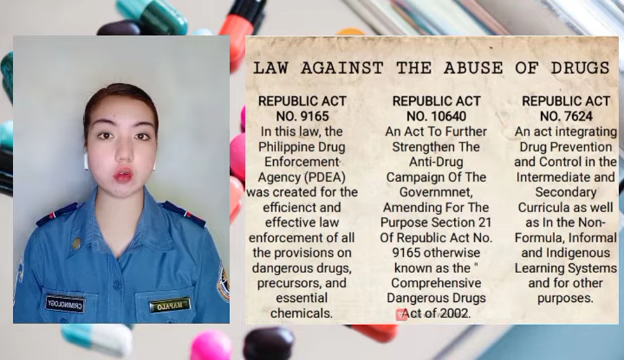 LAW AGAINST THE ABUSE OF DRUGS
REPUBLIC ACT
NO. 9165
In this law, the
Philippine Drug
Enforcement
Agency (PDEA)
was created for the
efficienct and
effective law
enforcement of all
the provisions on
dangerous drugs,
precursors, and
essential
chemicals.
REPUBLIC ACT
NO. 10640
An Act To Further
Strengthen The
Anti-Drug
Campaign Of The
Governmnet,
Amending For The
Purpose Section 21
Of Republic Act No.
9165 otherwise
known as the "
Comprehensive
Dangerous Drugs
Act of 2002.
REPUBLIC ACT
NO. 7624
An act integrating
Drug Prevention
and Control in the
Intermediate and
Secondary
Curricula as well
as In the Non-
Formula, Informal
and Indigenous
Learning Systems
and for other
purposes.
CRIMINOLOGY